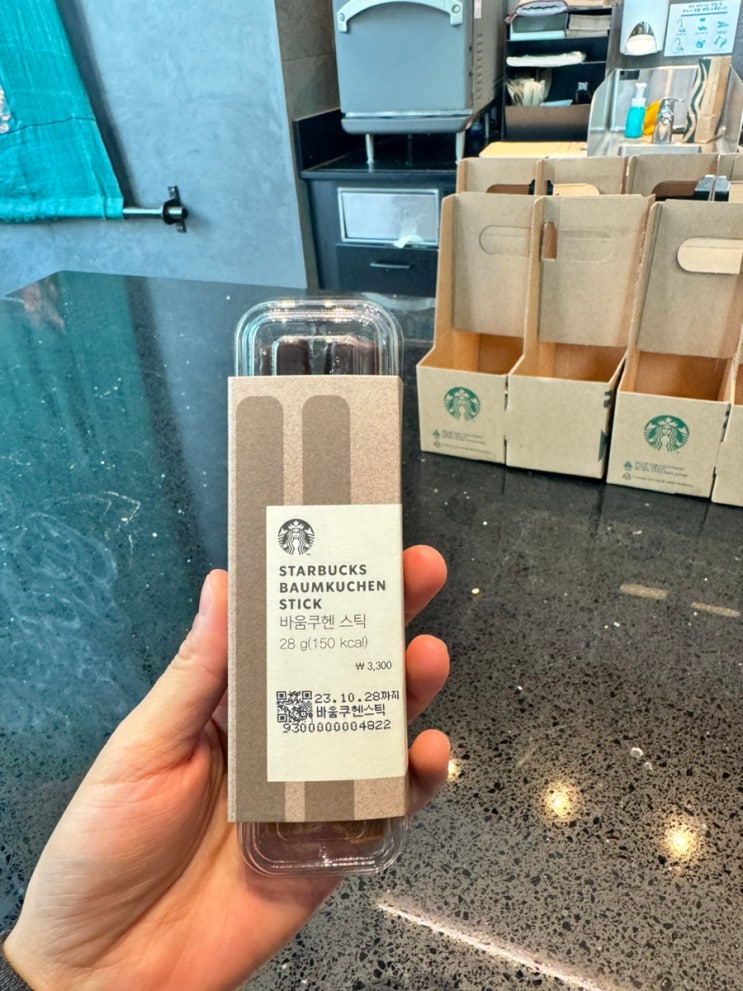 STARBUCKS
BAUMKUCHEN
STICK
바움쿠헨 스틱
28 g(150 kcal)
₩ 3,300
23.10.28까지
바움쿠헨스틱
9300000004822